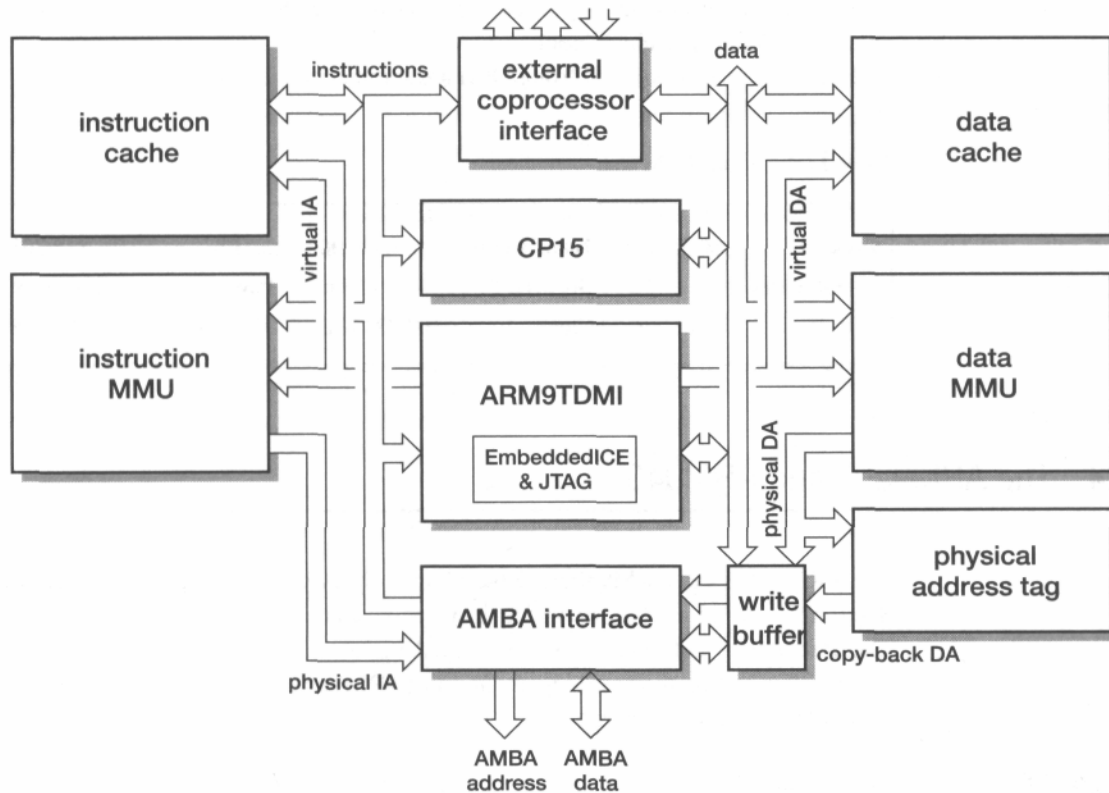 instructions
external
coprocessor
interface
data
instruction
cache
data
cache
virtual IA
CP15
virtual DA
instruction
MMU
ARM9TDMI
EmbeddedICE
& JTAG
data
MMU
physical DA
AMBA interface
write
buffer
physical
address tag
copy-back DA
physical IA
AMBA
address
AMBA
data